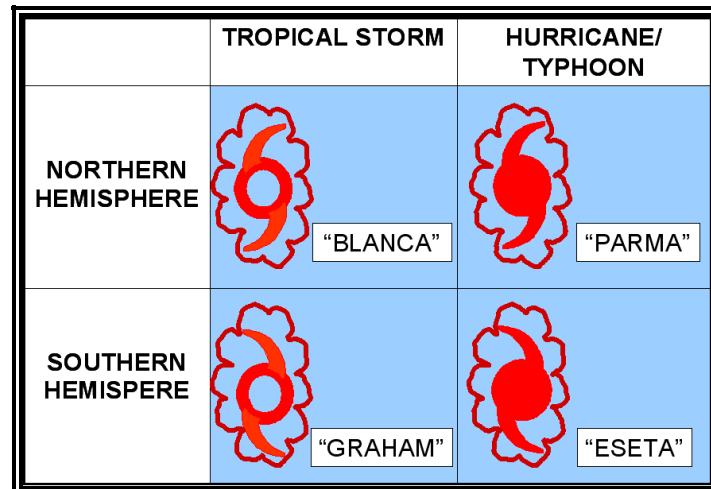 TROPICAL STORM
HURRICANE/
TYPHOON
NORTHERN
HEMISPHERE
“BLANCA”
“PARMA”
SOUTHERN
HEMISPERE
“GRAHAM”
“ESETA”